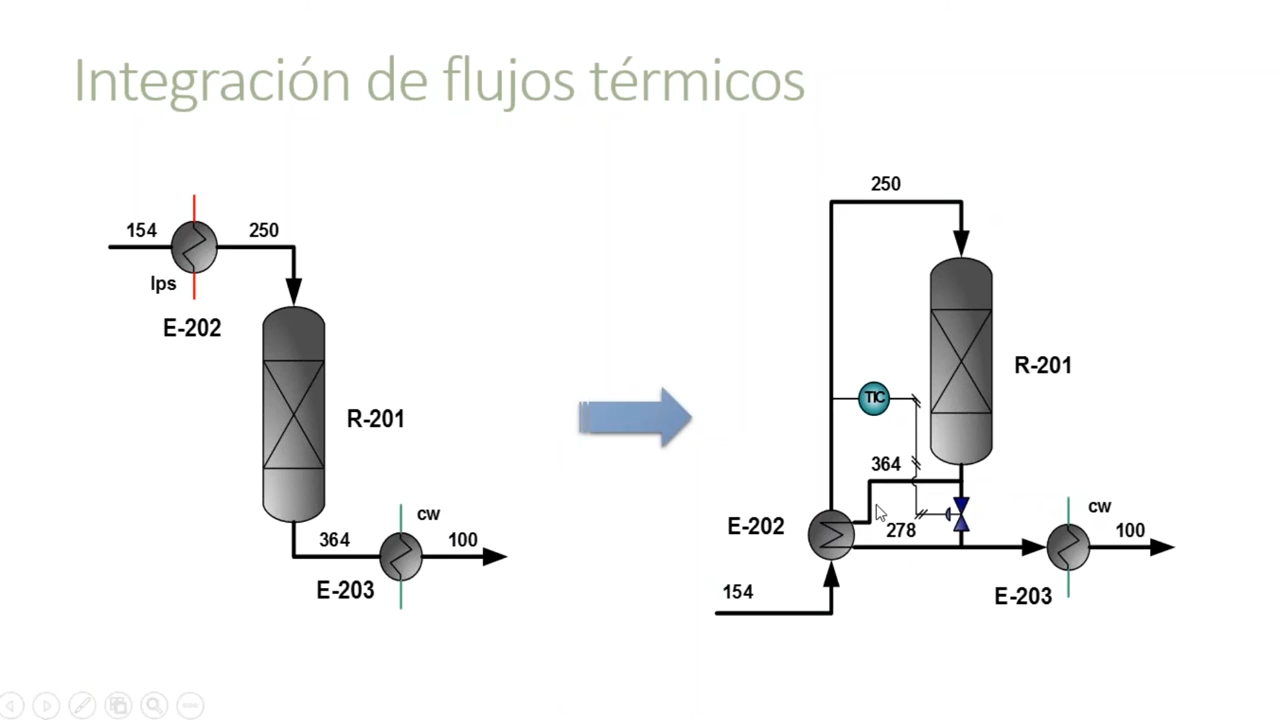 Integración de flujos térmicos
154
250
lps
E-202
R-201
364
cw
100
E-203
250
R-201
TIC
364
E-202
278
cw
100
154
E-203